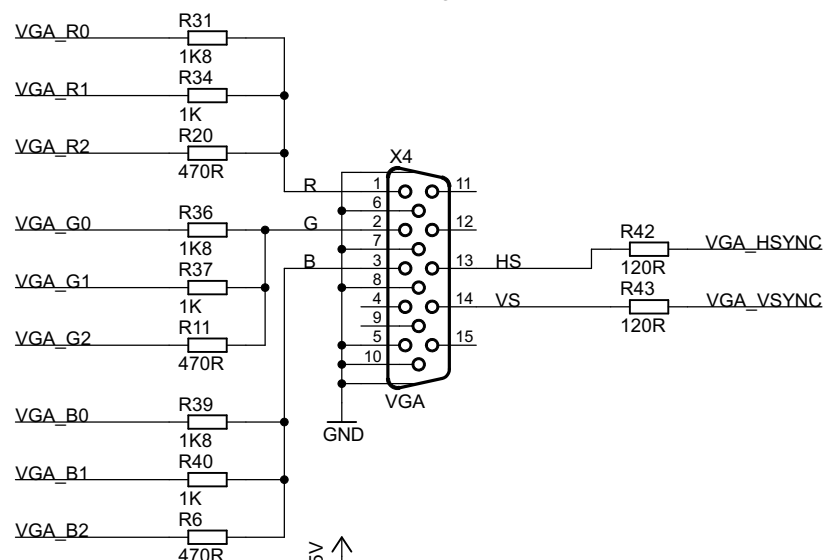 VGA_R0
R31
1K8
VGA_R1
R34
1K
VGA_R2
R20
470R
VGA_G0
R36
1K8
VGA_G1
R37
1K
VGA_G2
R11
470R
VGA_B0
R39
1K8
VGA_B1
R40
1K
VGA_B2
R6
470R
X4
R
1
6
G
2
7
B
3
8
4
9
5
10
11
12
13
HS
14
VS
15
VGA
GND
R42
120R
VGA_HSYNC
R43
120R
VGA_VSYNC
5V